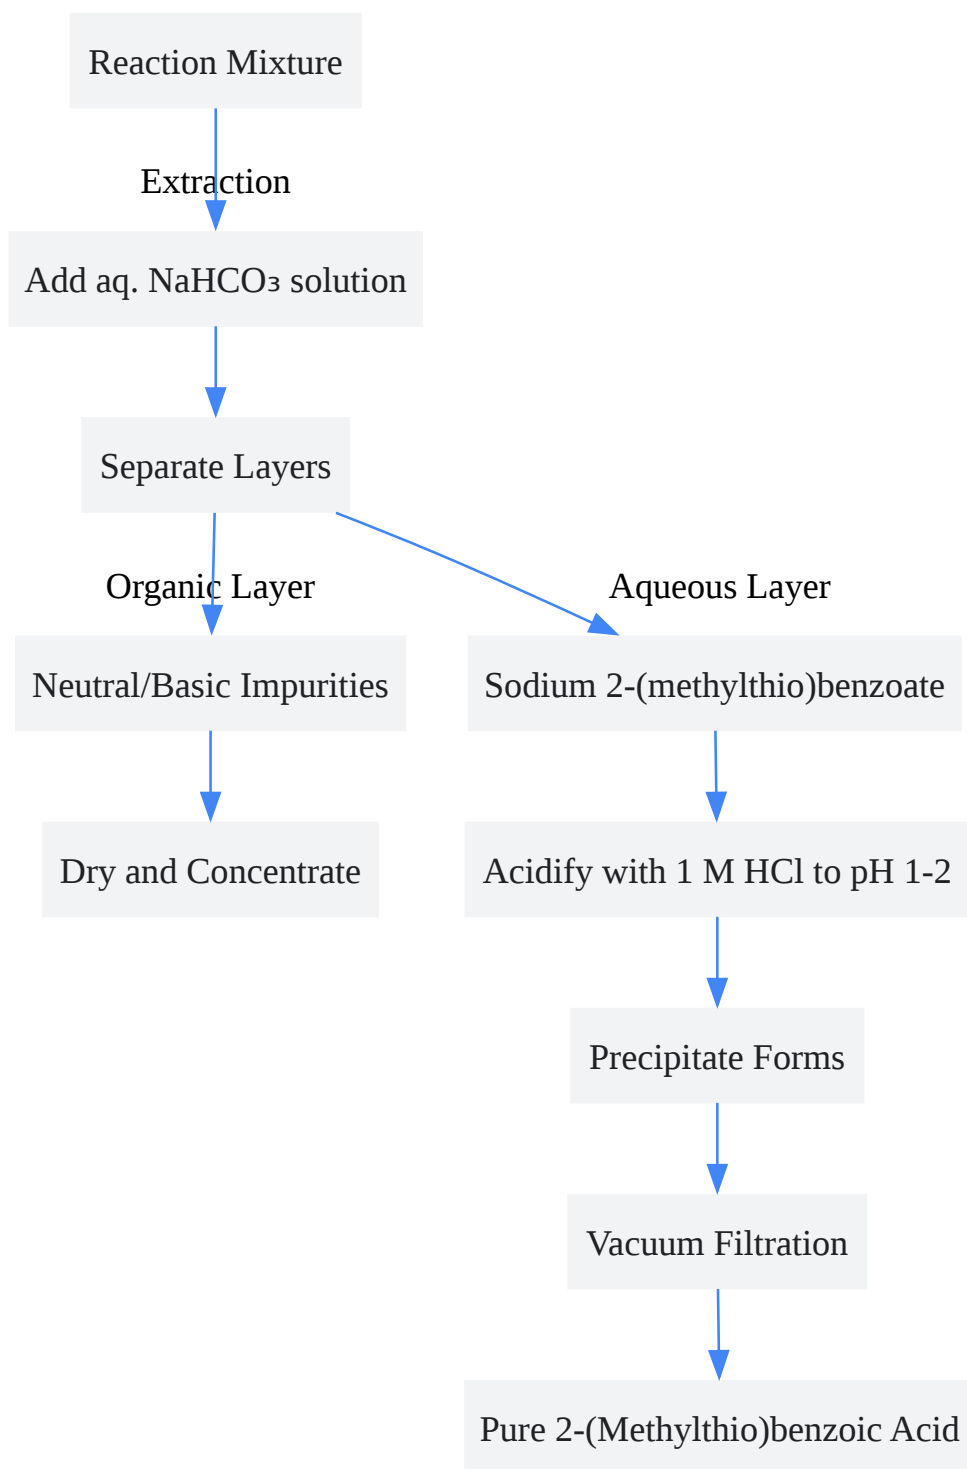 Reaction Mixture
Extraction
Add aq. NaHCO₃ solution
Separate Layers
Organic Layer
Aqueous Layer
Neutral/Basic Impurities
Sodium 2-(methylthio)benzoate
Dry and Concentrate
Acidify with 1 M HCl to pH 1-2
Precipitate Forms
Vacuum Filtration
Pure 2-(Methylthio)benzoic Acid